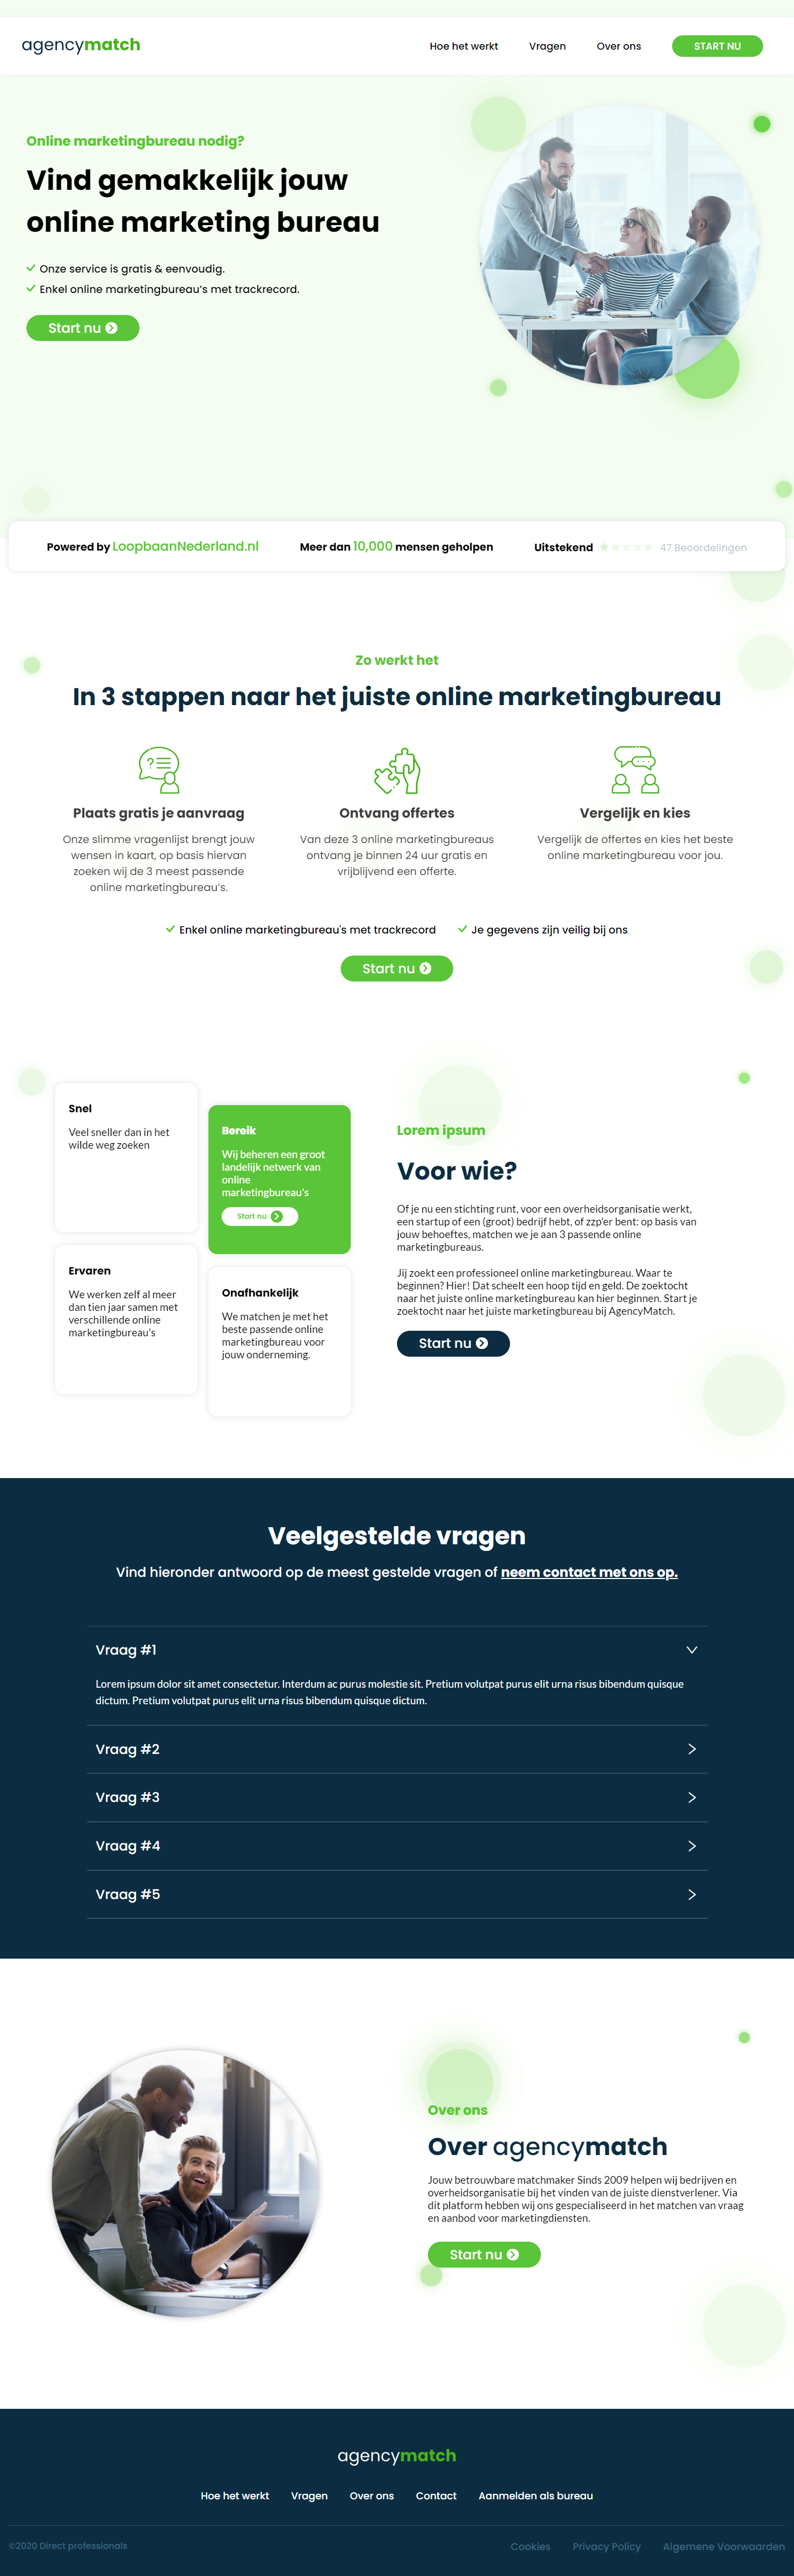 agencymatch
Hoe het werkt
Vragen
Over ons
START NU
Online marketingbureau nodig?
Vind gemakkelijk jouw
online marketing bureau
Onze service is gratis & eenvoudig.
Enkel online marketingbureau’s met trackrecord.
Start nu
Powered by LoopbaanNederland.nl
Meer dan 10,000 mensen geholpen
Uitstekend
47 Beoordelingen
Zo werkt het
In 3 stappen naar het juiste online marketingbureau
Plaats gratis je aanvraag
Onze slimme vragenlijst brengt jouw
wensen in kaart, op basis hiervan
zoeken wij de 3 meest passende
online marketingbureau’s.
Ontvang offertes
Van deze 3 online marketingbureaus
ontvang je binnen 24 uur gratis en
vrijblijvend een offerte.
Vergelijk en kies
Vergelijk de offertes en kies het beste
online marketingbureau voor jou.
Enkel online marketingbureau's met trackrecord
Je gegevens zijn veilig bij ons
Start nu
Snel
Veel sneller dan in het
wilde weg zoeken
Bereik
Wij beheren een groot
landelijk netwerk van
online
marketingbureau's
Start nu
Ervaren
We werken zelf al meer
dan tien jaar samen met
verschillende online
marketingbureau's
Onafhankelijk
We matchen je met het
beste passende online
marketingbureau voor
jouw onderneming.
Lorem ipsum
Voor wie?
Of je nu een stichting runt, voor een overheidsorganisatie werkt,
een startup of een (groot) bedrijf hebt, of zzp'er bent: op basis van
jouw behoeftes, matchen we je aan 3 passende online
marketingbureaus.
Jij zoekt een professioneel online marketingbureau. Waar te
beginnen? Hier! Dat scheelt een hoop tijd en geld. De zoektocht
naar het juiste online marketingbureau kan hier beginnen. Start je
zoektocht naar het juiste marketingbureau bij AgencyMatch.
Start nu
Veelgestelde vragen
Vind hieronder antwoord op de meest gestelde vragen of neem contact met ons op.
Vraag #1
Lorem ipsum dolor sit amet consectetur. Interdum ac purus molestie sit. Pretium volutpat purus elit urna risus bibendum quisque
dictum. Pretium volutpat purus elit urna risus bibendum quisque dictum.
Vraag #2
Vraag #3
Vraag #4
Vraag #5
Over ons
Over agencymatch
Jouw betrouwbare matchmaker Sinds 2009 helpen wij bedrijven en
overheidsorganisatie bij het vinden van de juiste dienstverlener. Via
dit platform hebben wij ons gespecialiseerd in het matchen van vraag
en aanbod voor marketingdiensten.
Start nu
agencymatch
Hoe het werkt
Vragen
Over ons
Contact
Aanmelden als bureau
©2020 Direct professionals
Cookies
Privacy Policy
Algemene Voorwaarden